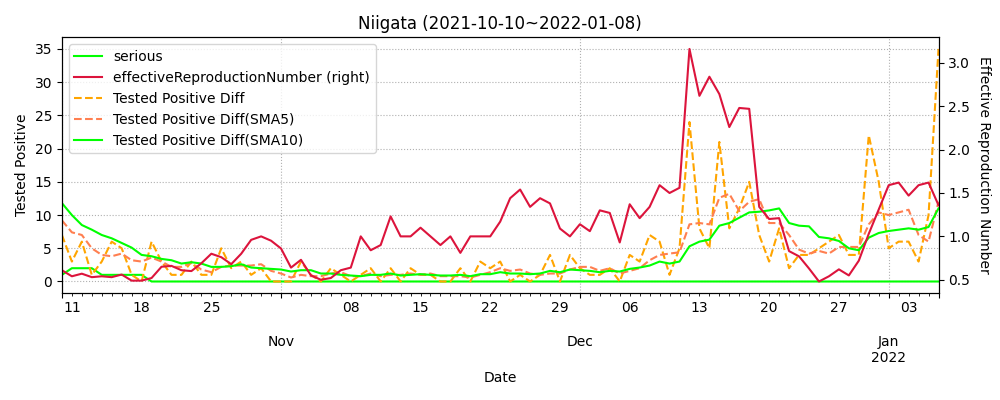 Niigata (2021-10-10~2022-01-08)
serious
effectiveReproductionNumber (right)
Tested Positive Diff
Tested Positive Diff(SMA5)
Tested Positive Diff(SMA10)
Tested Positive
35
30
25
20
15
10
5
0
Effective Reproduction Number
3.0
2.5
2.0
1.5
1.0
0.5
11 18 25 08 15 22 29 06 13 20 27 03
Nov Dec Jan
2022
Date